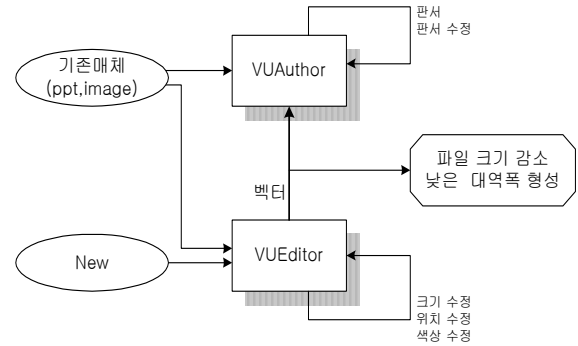 판서
판서 수정
기존매체
(ppt,image)
VUAuthor
파일 크기 감소
낮은 대역폭 형성
벡터
New
VUEditor
크기 수정
위치 수정
색상 수정